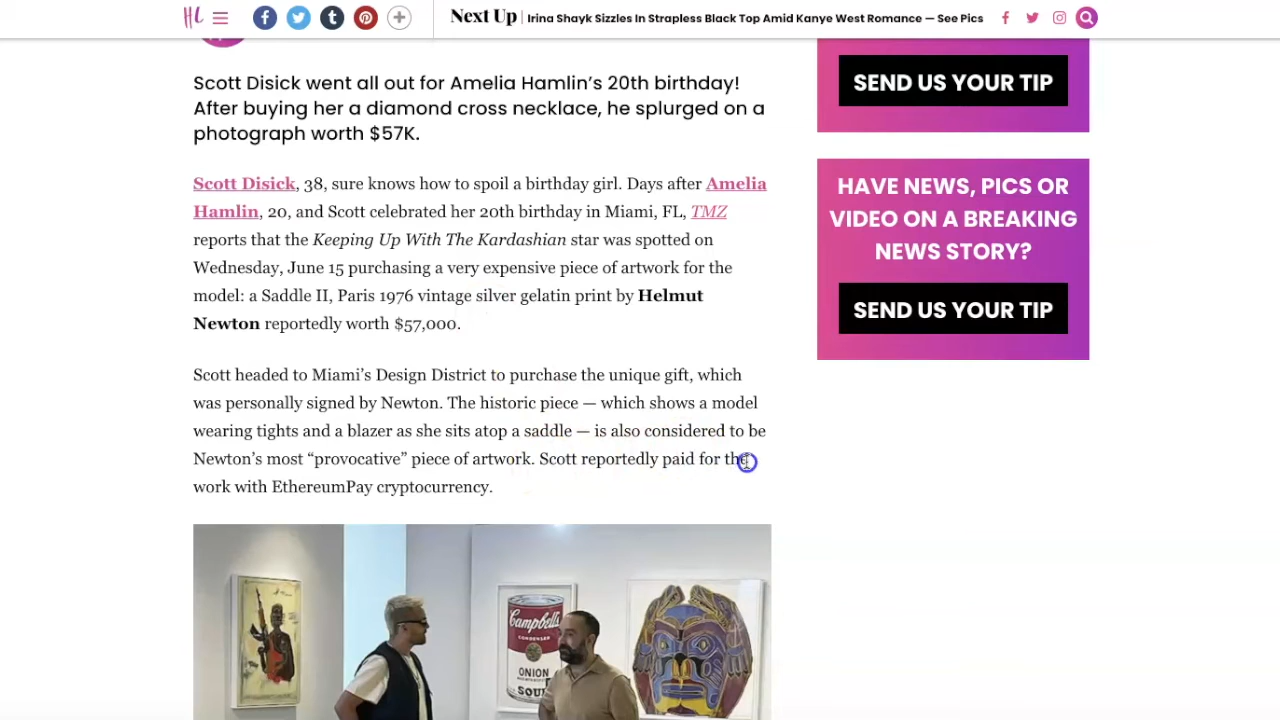 HL
Next Up | Irina Shayk Sizzles In Strapless Black Top Amid Kanye West Romance — See Pics
Scott Disick went all out for Amelia Hamlin's 20th birthday!
After buying her a diamond cross necklace, he splurged on a
photograph worth $57K.
Scott Disick, 38, sure knows how to spoil a birthday girl. Days after Amelia
Hamlin, 20, and Scott celebrated her 20th birthday in Miami, FL, TMZ
reports that the Keeping Up With The Kardashian star was spotted on
Wednesday, June 15 purchasing a very expensive piece of artwork for the
model: a Saddle II, Paris 1976 vintage silver gelatin print by Helmut
Newton reportedly worth $57,000.
Scott headed to Miami's Design District to purchase the unique gift, which
was personally signed by Newton. The historic piece — which shows a model
wearing tights and a blazer as she sits atop a saddle — is also considered to be
Newton's most “provocative” piece of artwork. Scott reportedly paid for the
work with EthereumPay cryptocurrency.
Campbell's
CONDENSED
ONION
SOUP
SEND US YOUR TIP
HAVE NEWS, PICS OR
VIDEO ON A BREAKING
NEWS STORY?
SEND US YOUR TIP